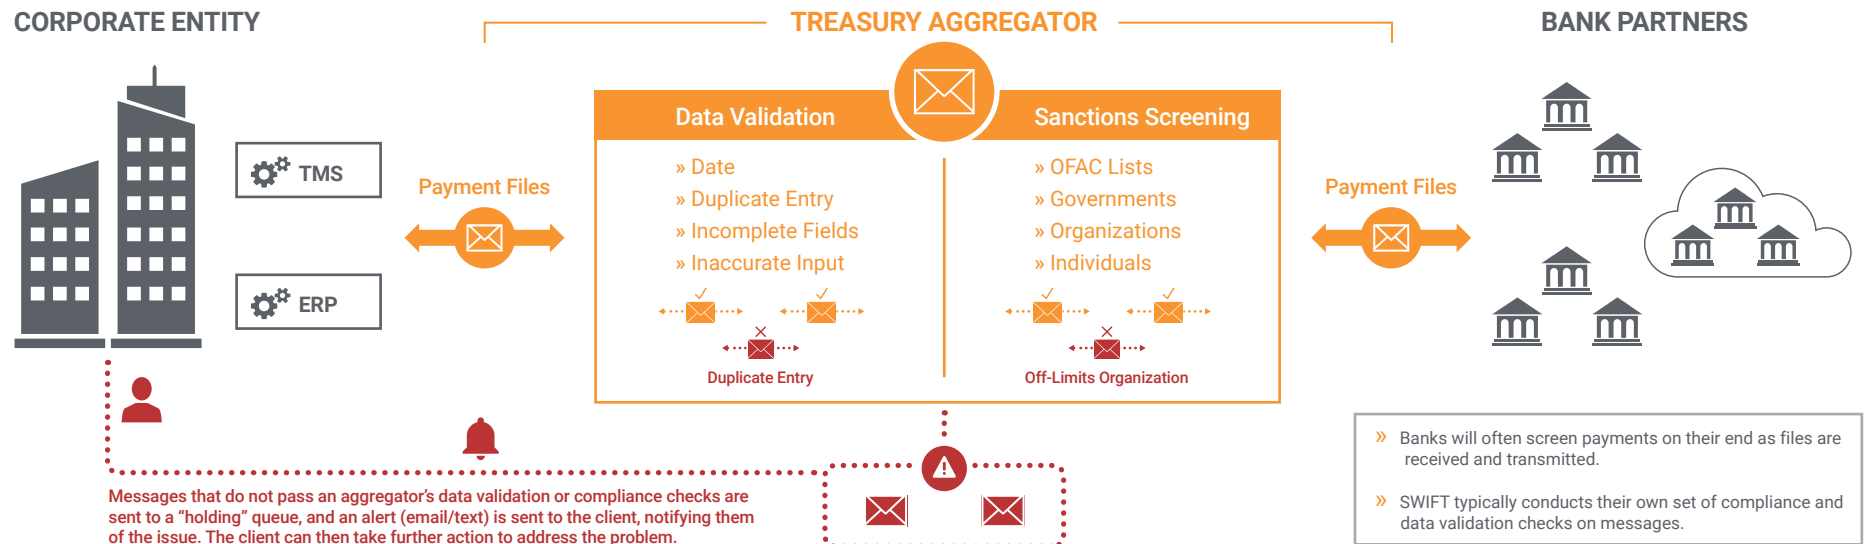 CORPORATE ENTITY
TREASURY AGGREGATOR
BANK PARTNERS
TMS
ERP
Payment Files
Data Validation
» Date
» Duplicate Entry
» Incomplete Fields
» Inaccurate Input
Duplicate Entry
Sanctions Screening
» OFAC Lists
» Governments
» Organizations
» Individuals
Off-Limits Organization
Payment Files
Messages that do not pass an aggregator's data validation or compliance checks are
sent to a “holding” queue, and an alert (email/text) is sent to the client, notifying them
of the issue. The client can then take further action to address the problem.
» Banks will often screen payments on their end as files are
received and transmitted.
» SWIFT typically conducts their own set of compliance and
data validation checks on messages.